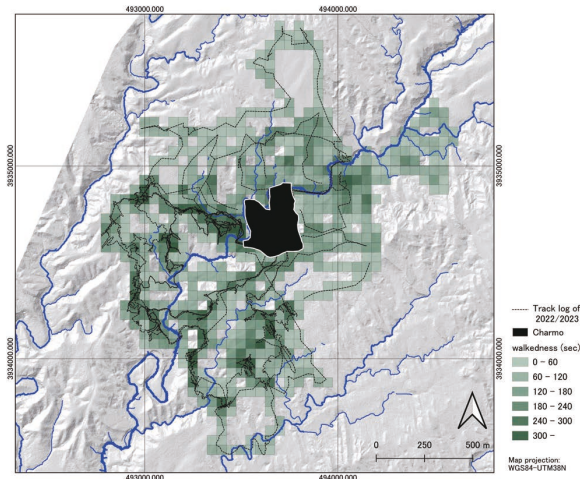 493000.000
494000.000
3935000.000
3935000.000
3934000.000
3934000.000
Track log of
2022/2023
Charmo
walkedness (sec)
0 – 60
60 – 120
120 – 180
180 – 240
240 – 300
300 –
0
250
500 m
Map projection:
WGS84-UTM38N
493000.000
494000.000